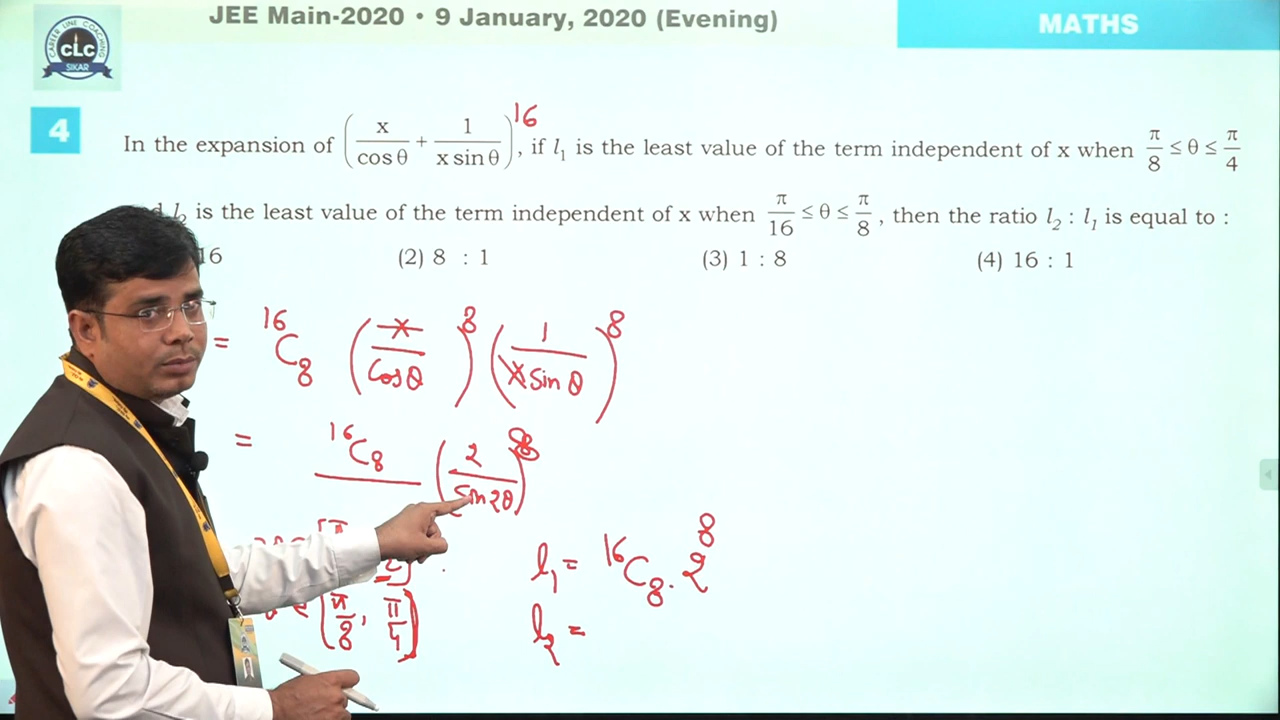 JEE Main-2020 • 9 January, 2020 (Evening)
MATHS
CAREER LINE COACHING
CLC
SIKAR
4
In the expansion of (x/cosθ + 1/(x sinθ))^16, if l₁ is the least value of the term independent of x when π/8 ≤ θ ≤ π/4
l₂ is the least value of the term independent of x when π/16 ≤ θ ≤ π/8, then the ratio l₂ : l₁ is equal to :
16 (2) 8 : 1 (3) 1 : 8 (4) 16 : 1
= ¹⁶C₈ (x/Cosθ)^8 (1/(x Sinθ))^8
= ¹⁶C₈ (2/Sin2θ)^8
l₁ = ¹⁶C₈ · 2^8
∈ [π/8, π/4]
l₂ =